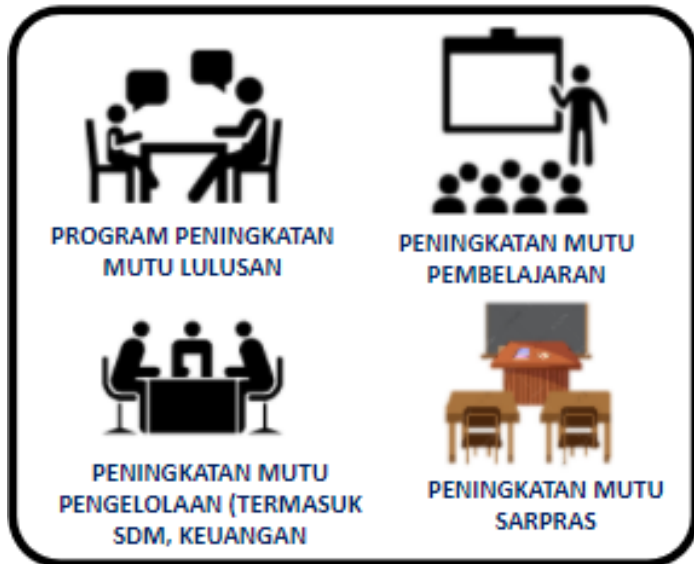 PROGRAM PENINGKATAN
MUTU LULUSAN
PENINGKATAN MUTU
PEMBELAJARAN
PENINGKATAN MUTU
PENGELOLAAN (TERMASUK
SDM, KEUANGAN
PENINGKATAN MUTU
SARPRAS